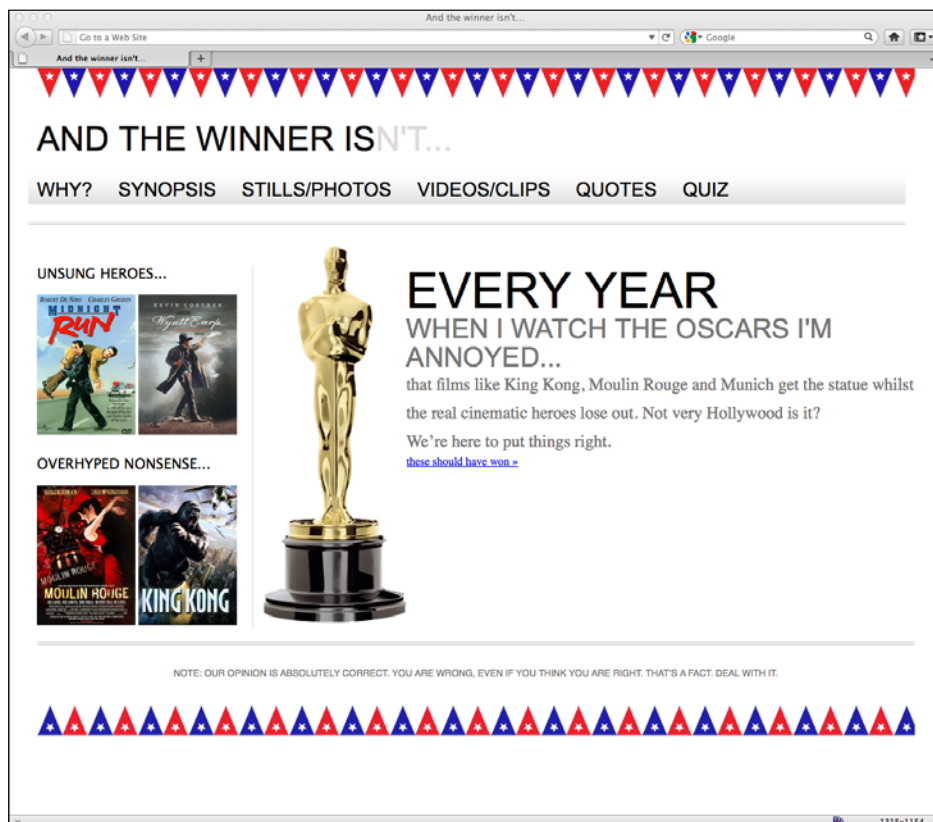 And the winner isn't...
Go to a Web Site
Google
And the winner isn't...
+
AND THE WINNER ISN'T...
WHY? SYNOPSIS STILLS/PHOTOS VIDEOS/CLIPS QUOTES QUIZ
UNSUNG HEROES...
ROBERT DE NIRO CHARLES GRODIN
MIDNIGHT
RUN
KEVIN COSTNER
Wyatt Earp
OVERHYPED NONSENSE...
MOULIN ROUGE
MOULIN ROUGE
KING KONG
EVERY YEAR
WHEN I WATCH THE OSCARS I'M
ANNOYED...
that films like King Kong, Moulin Rouge and Munich get the statue whilst
the real cinematic heroes lose out. Not very Hollywood is it?
We're here to put things right.
these should have won »
NOTE: OUR OPINION IS ABSOLUTELY CORRECT. YOU ARE WRONG, EVEN IF YOU THINK YOU ARE RIGHT. THAT'S A FACT. DEAL WITH IT.